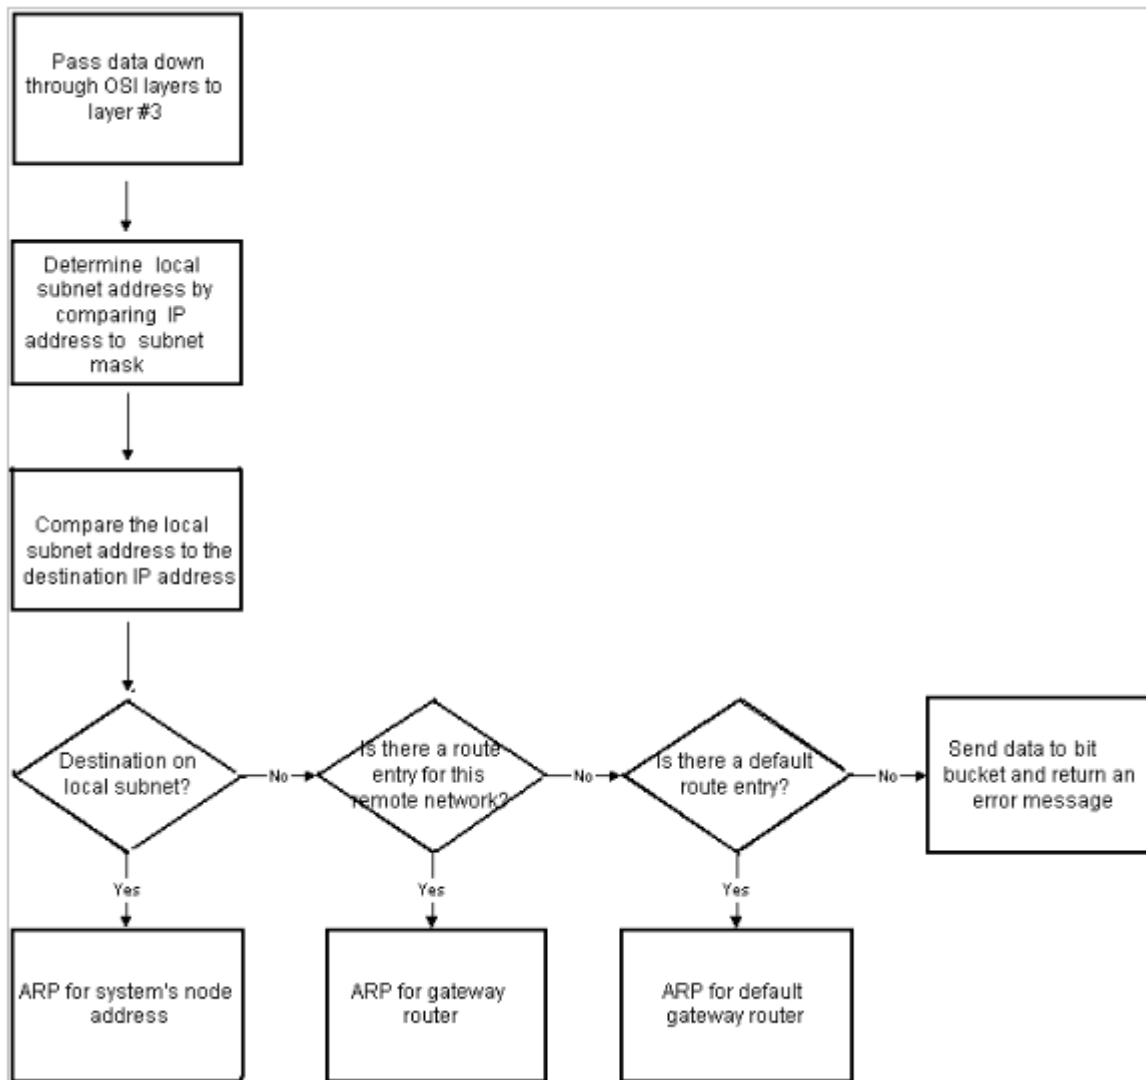 Pass data down
through OSI layers to
layer #3
Determine local
subnet address by
comparing IP
address to subnet
mask
Compare the local
subnet address to the
destination IP address
Destination on
local subnet?
No
Is there a route
entry for this
remote network?
No
Is there a default
route entry?
No
Send data to bit
bucket and return an
error message
Yes
Yes
Yes
ARP for system's node
address
ARP for gateway
router
ARP for default
gateway router